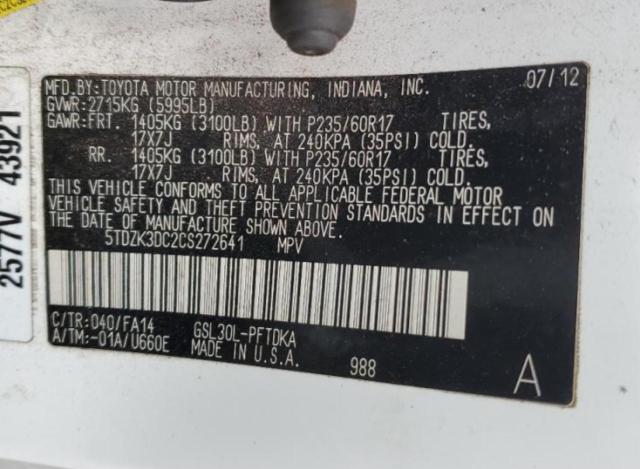 MFD.BY:TOYOTA MOTOR MANUFACTURING, INDIANA, INC. 07/12
GVWR:2715KG (5995LB)
GAWR:FRT. 1405KG (3100LB) WITH P235/60R17 TIRES,
17X7J RIMS, AT 240KPA (35PSI) COLD.
RR. 1405KG (3100LB) WITH P235/60R17 TIRES,
17X7J RIMS, AT 240KPA (35PSI) COLD.
THIS VEHICLE CONFORMS TO ALL APPLICABLE FEDERAL MOTOR
VEHICLE SAFETY AND THEFT PREVENTION STANDARDS IN EFFECT ON
THE DATE OF MANUFACTURE SHOWN ABOVE.
5TDZK3DC2CS272641 MPV
C/TR:040/FA14 GSL30L-PFTDKA
A/TM:-01A/U660E MADE IN U.S.A. 988 A
2577V 43921